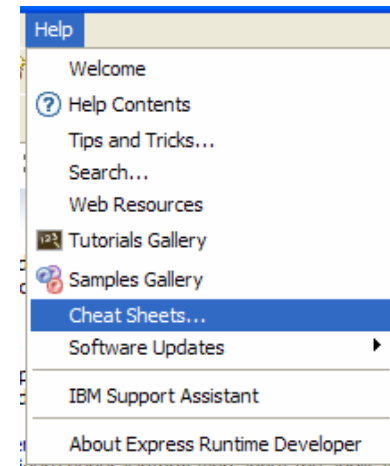 Help
Welcome
Help Contents
Tips and Tricks...
Search...
Web Resources
Tutorials Gallery
Samples Gallery
Cheat Sheets...
Software Updates
IBM Support Assistant
About Express Runtime Developer